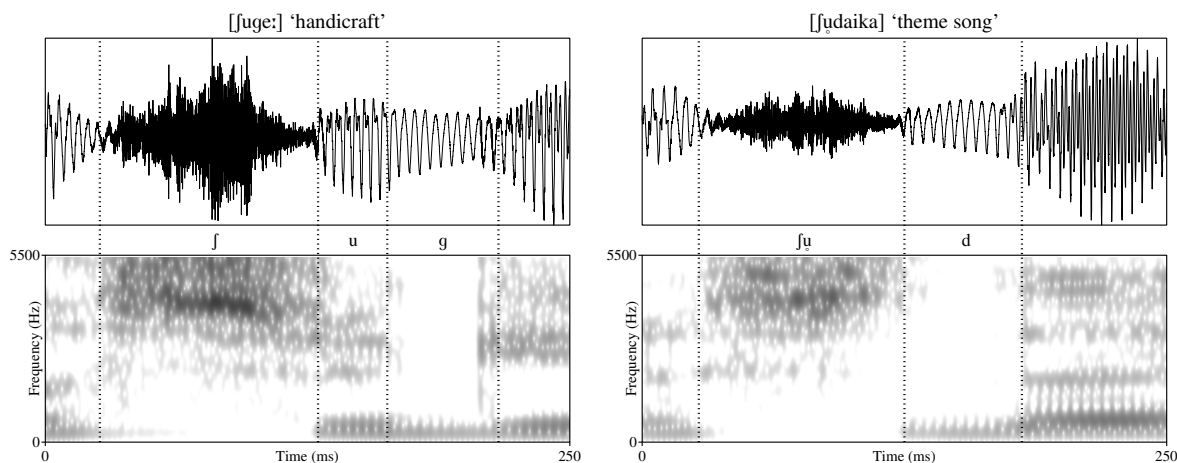 [ʃuɡeː] ‘handicraft’
ʃ u ɡ
5500
Frequency (Hz)
0
0 Time (ms) 250
[ʃu̥daika] ‘theme song’
ʃu̥ d
5500
Frequency (Hz)
0
0 Time (ms) 250